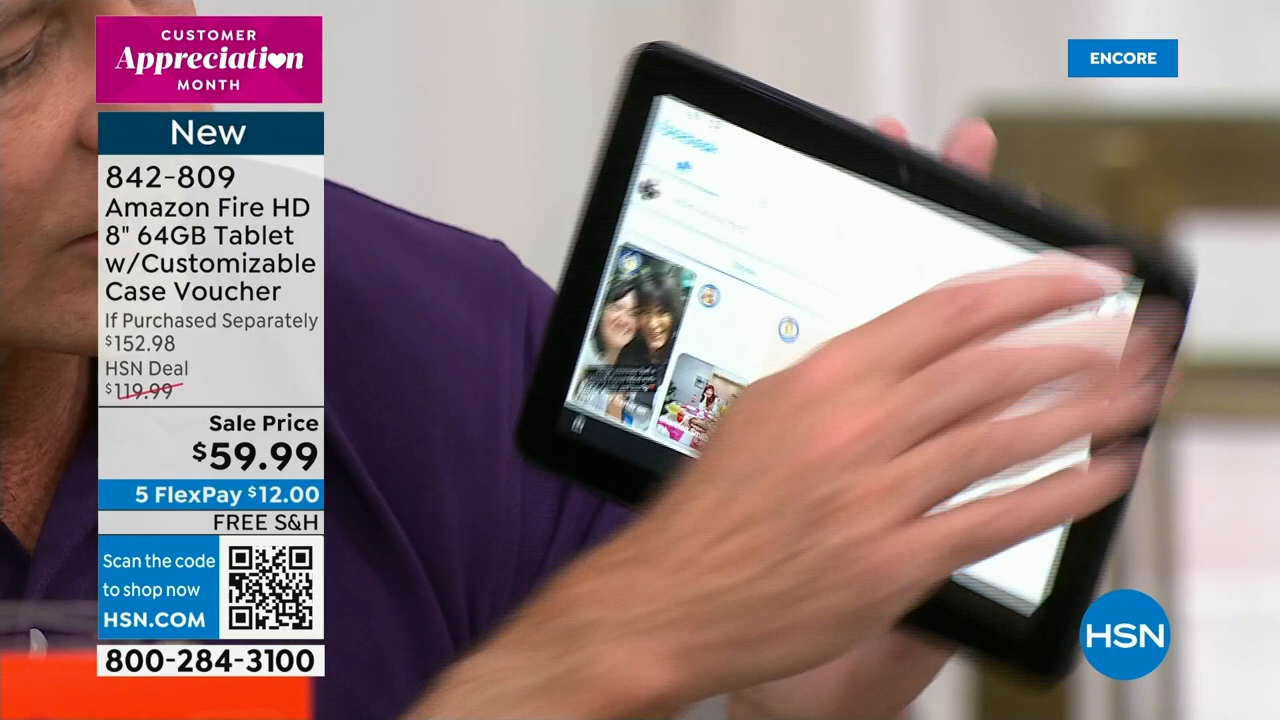 CUSTOMER
Appreciation
MONTH
ENCORE
New
842-809
Amazon Fire HD
8" 64GB Tablet
w/Customizable
Case Voucher
If Purchased Separately
$152.98
HSN Deal
$119.99
Sale Price
$59.99
5 FlexPay $12.00
FREE S&H
Scan the code
to shop now
HSN.COM
800-284-3100
HSN